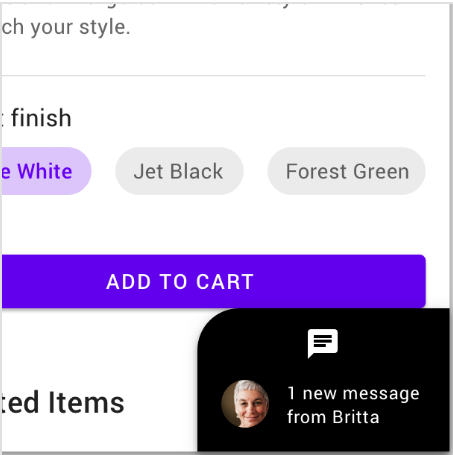 ch your style.
finish
e White
Jet Black
Forest Green
ADD TO CART
ted Items
1 new message
from Britta